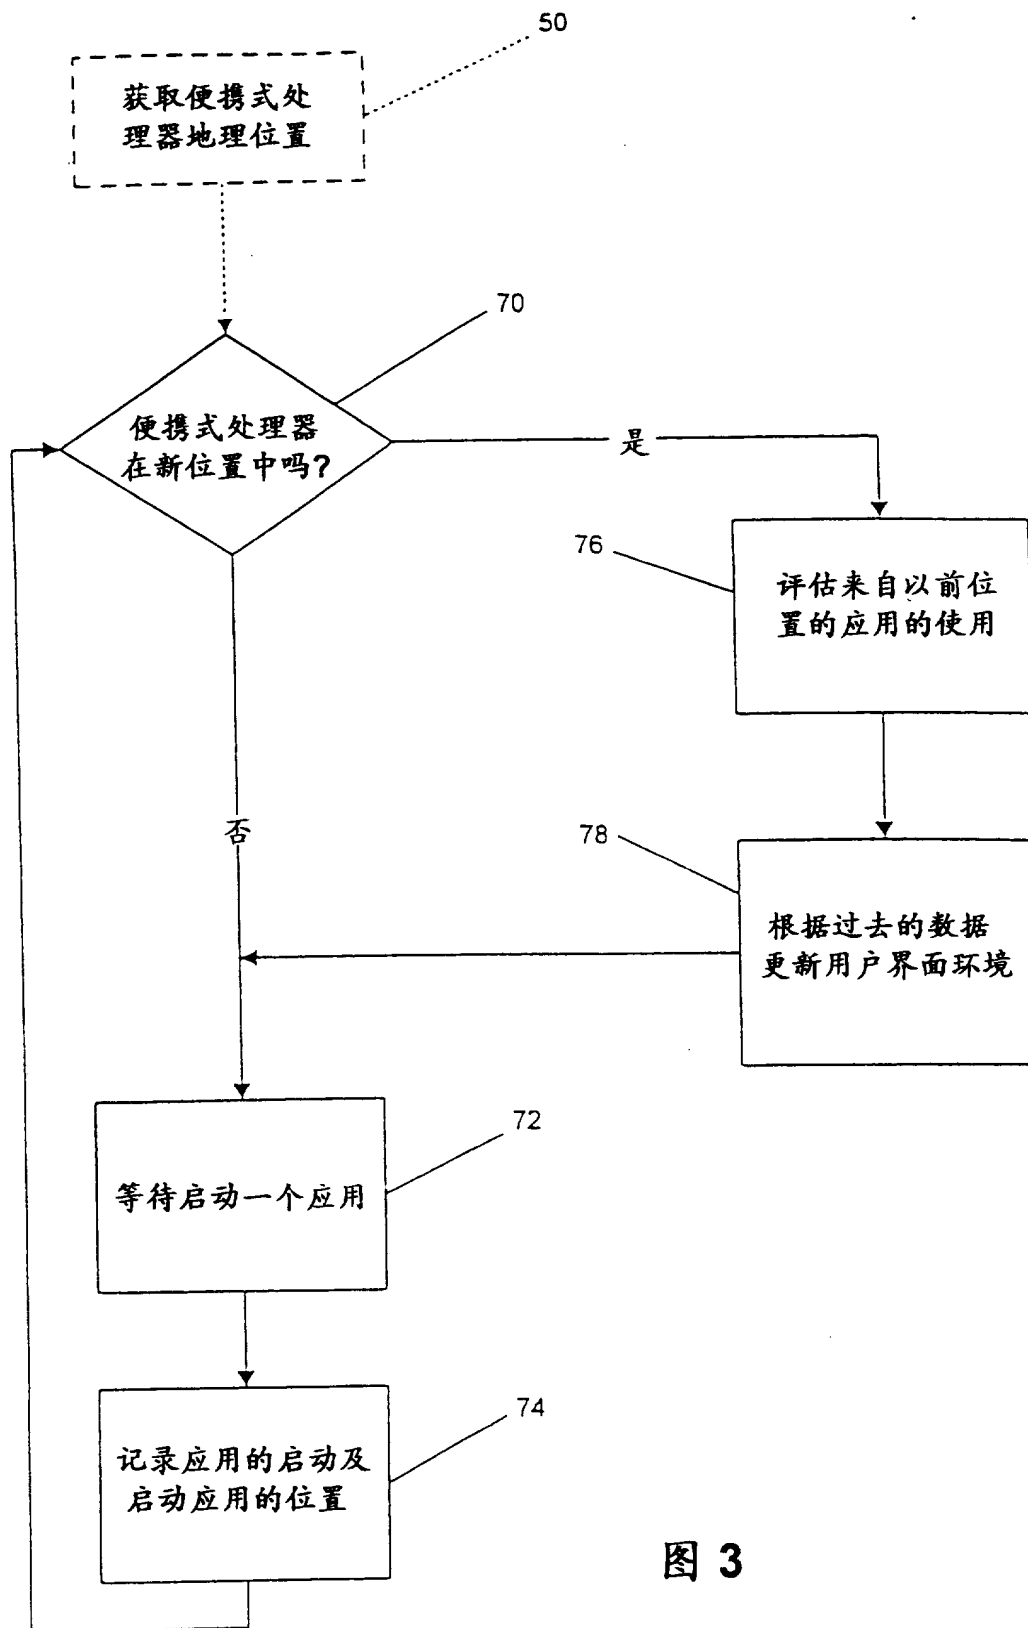 50
获取便携式处
理器地理位置
70
便携式处理器
在新位置中吗?
是
76
评估来自以前位
置的应用的使用
否
78
根据过去的数据
更新用户界面环境
72
等待启动一个应用
74
记录应用的启动及
启动应用的位置
图 3